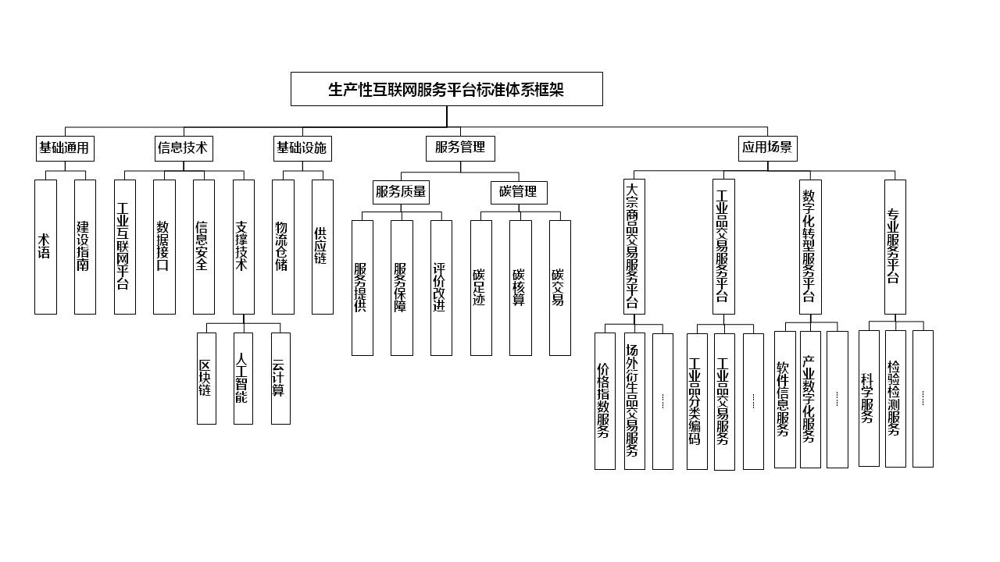 生产性互联网服务平台标准体系框架
基础通用
信息技术
基础设施
服务管理
应用场景
服务质量
碳管理
术语
建设指南
工业互联网平台
数据接口
信息安全
支撑技术
物流仓储
供应链
大宗商品交易服务平台
工业品交易服务平台
数字化转型服务平台
专业服务平台
服务提供
服务保障
评价改进
碳足迹
碳核算
碳交易
区块链
人工智能
云计算
价格指数服务
场外衍生品交易服务
……
工业品分类编码
工业品交易服务
……
软件信息服务
产业数字化服务
……
科学服务
检验检测服务
……